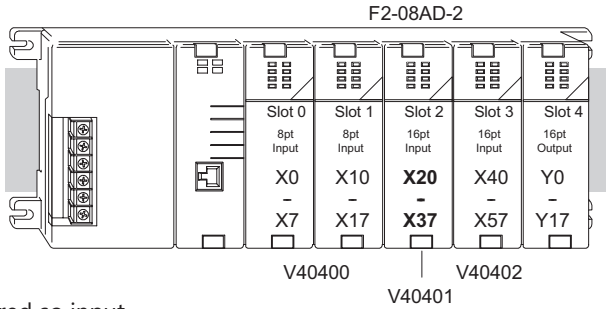 F2-08AD-2
Slot 0 Slot 1 Slot 2 Slot 3 Slot 4
8pt 8pt 16pt 16pt 16pt
Input Input Input Input Output
X0 X10 X20 X40 Y0
- - - - -
X7 X17 X37 X57 Y17
V40400 V40402
V40401